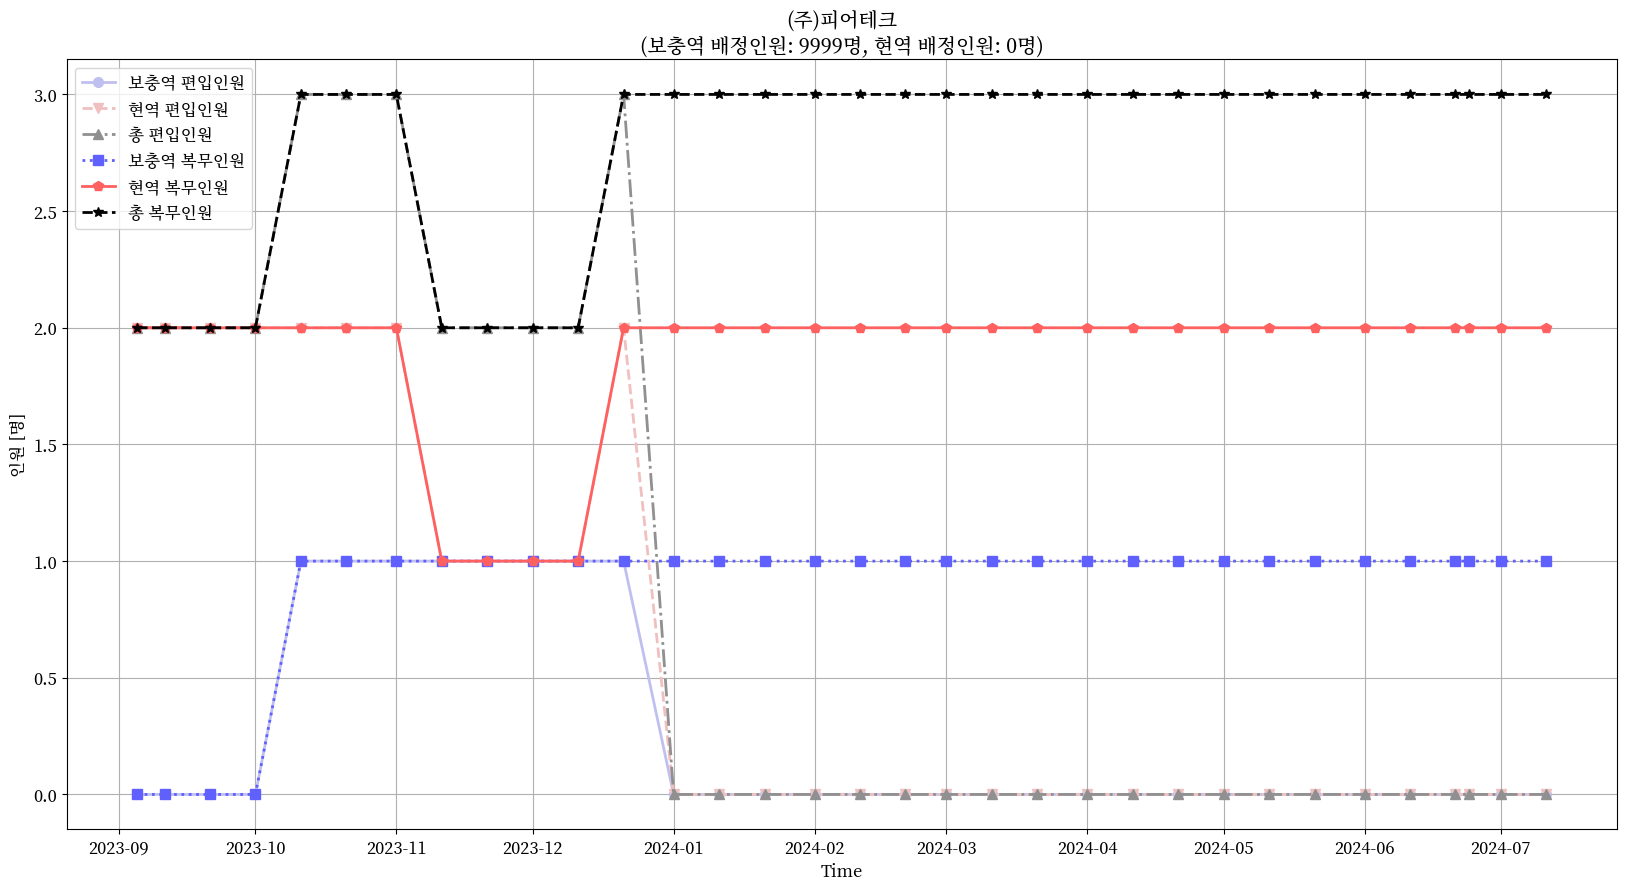 (주)피어테크
(보충역 배정인원: 9999명, 현역 배정인원: 0명)
보충역 편입인원
현역 편입인원
총 편입인원
보충역 복무인원
현역 복무인원
총 복무인원
3.0
2.5
2.0
1.5
1.0
0.5
0.0
인원 [명]
2023-09 2023-10 2023-11 2023-12 2024-01 2024-02 2024-03 2024-04 2024-05 2024-06 2024-07
Time